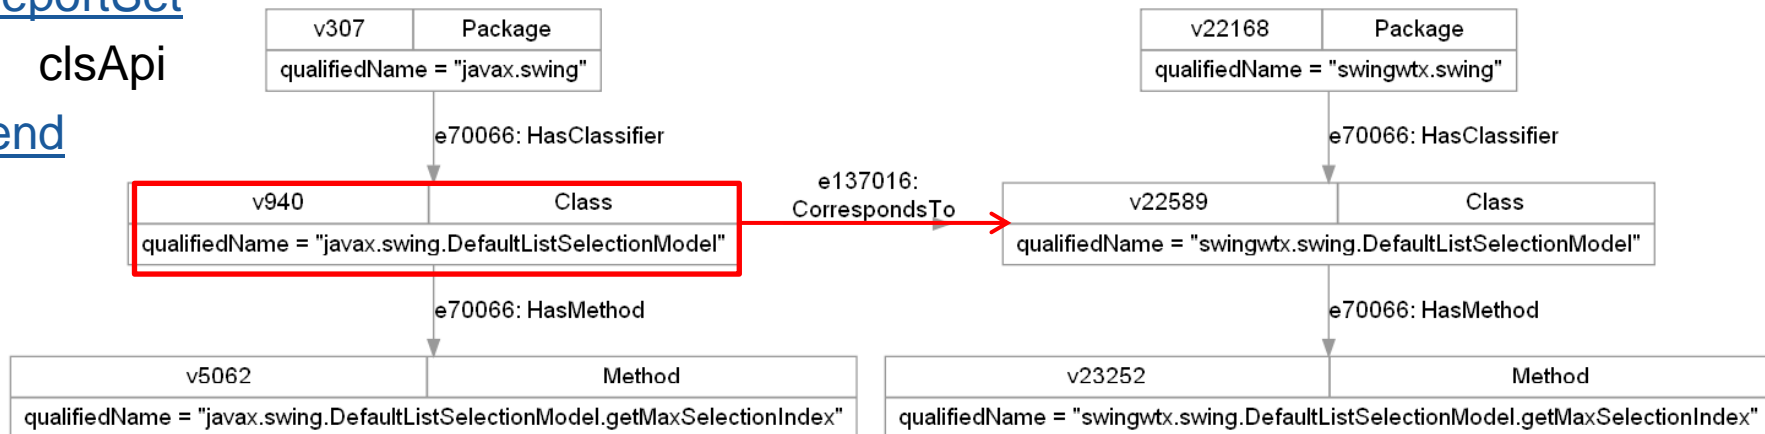 clsApi
end
v307 Package
qualifiedName = "javax.swing"
e70066: HasClassifier
v940 Class
qualifiedName = "javax.swing.DefaultListSelectionModel"
e70066: HasMethod
v5062 Method
qualifiedName = "javax.swing.DefaultListSelectionModel.getMaxSelectionIndex"
e137016:
CorrespondsTo
v22168 Package
qualifiedName = "swingwtx.swing"
e70066: HasClassifier
v22589 Class
qualifiedName = "swingwtx.swing.DefaultListSelectionModel"
e70066: HasMethod
v23252 Method
qualifiedName = "swingwtx.swing.DefaultListSelectionModel.getMaxSelectionIndex"